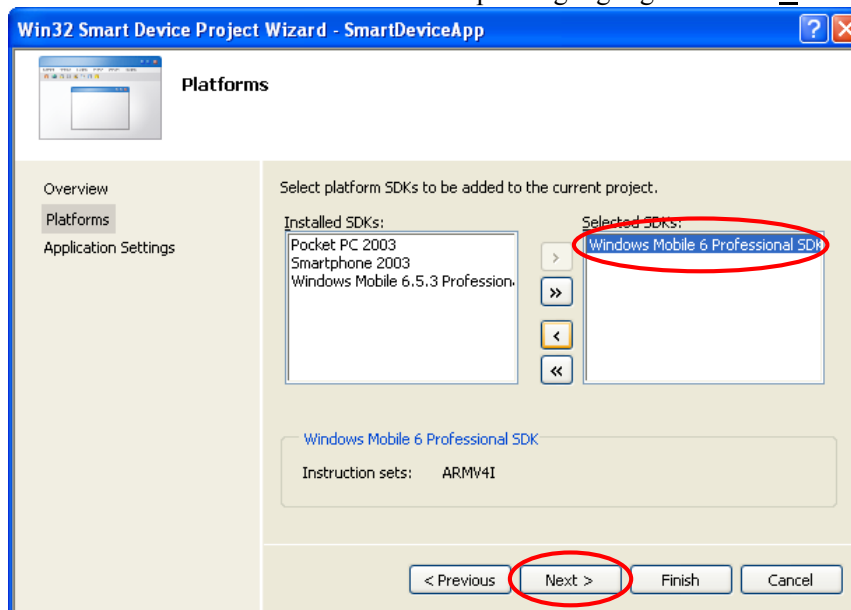 Win32 Smart Device Project Wizard - SmartDeviceApp
Platforms
Overview
Platforms
Application Settings
Select platform SDKs to be added to the current project.
Installed SDKs:
Pocket PC 2003
Smartphone 2003
Windows Mobile 6.5.3 Profession
>
>>
<
<<
Selected SDKs:
Windows Mobile 6 Professional SDK
Windows Mobile 6 Professional SDK
Instruction sets: ARMV4I
< Previous
Next >
Finish
Cancel